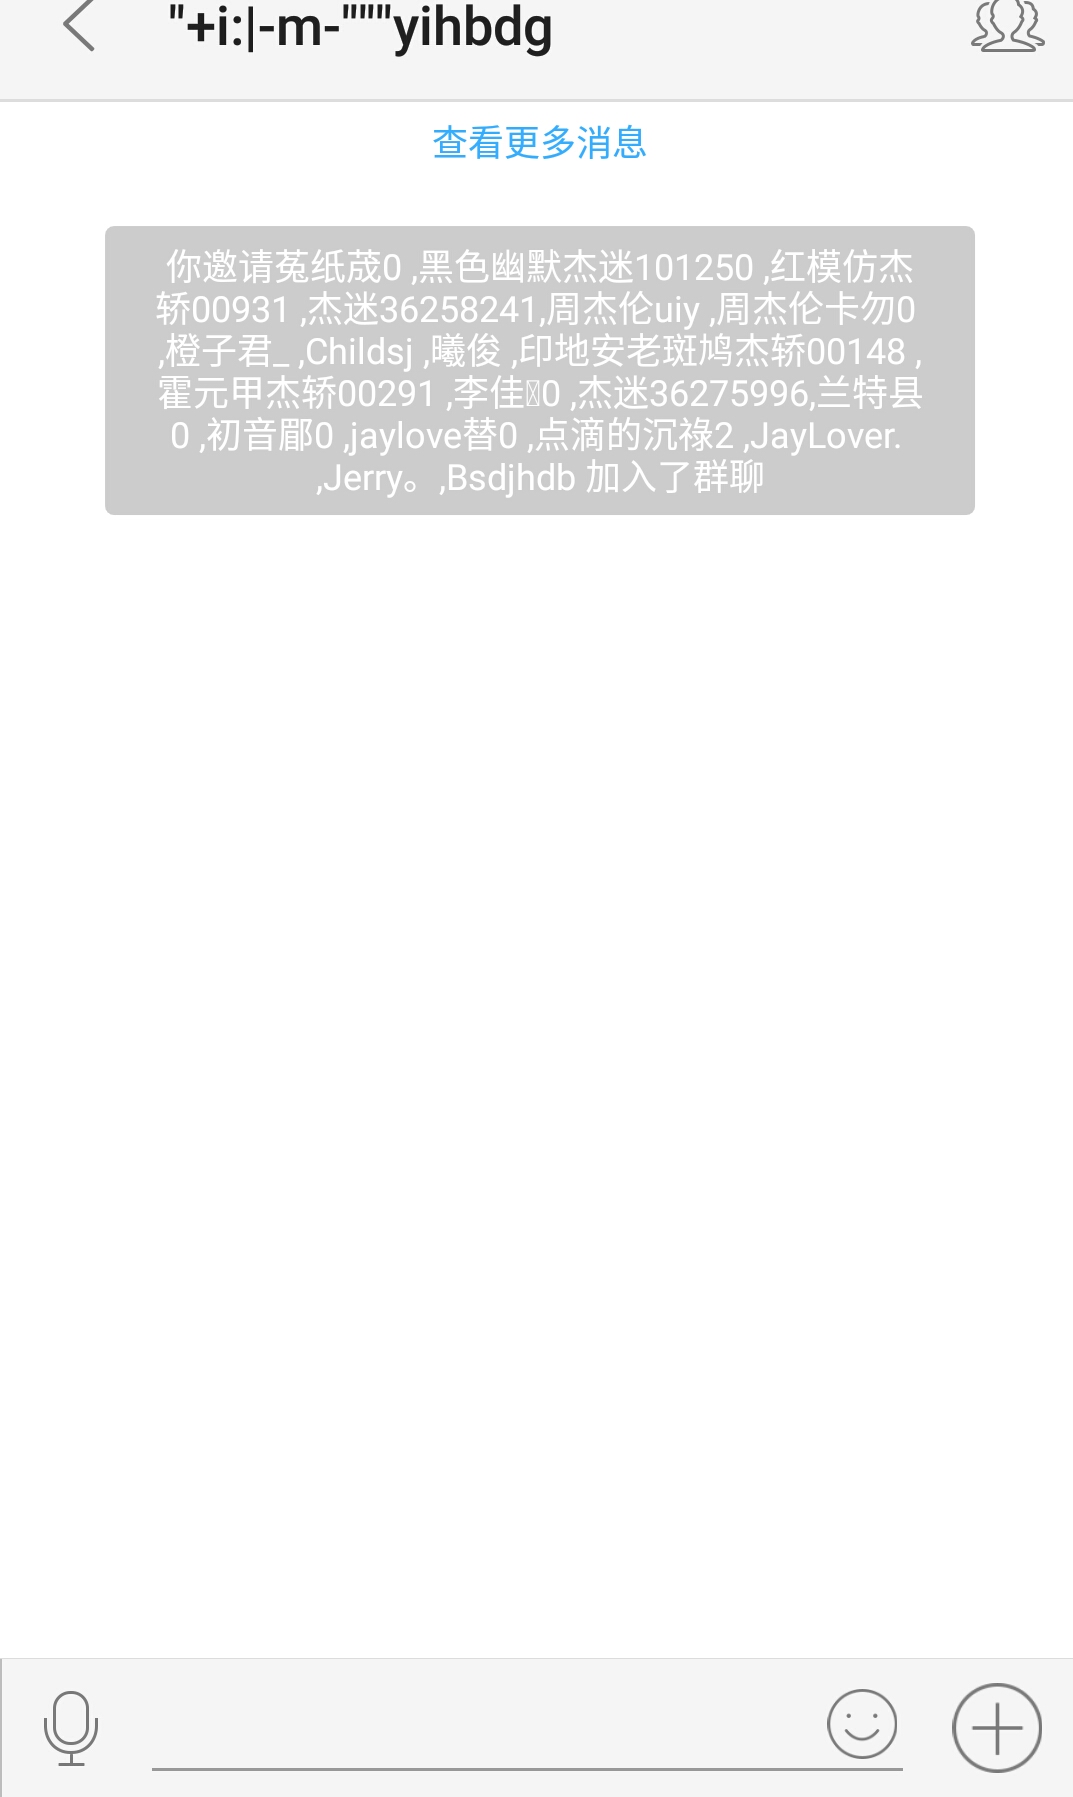 "+i:|-m-""""yihbdg
查看更多消息
你邀请菟纸茂0 ,黑色幽默杰迷101250 ,红模仿杰
轿00931 ,杰迷36258241,周杰伦uiy ,周杰伦卡勿0
,橙子君_ ,Childsj ,曦俊 ,印地安老斑鸠杰轿00148 ,
霍元甲杰轿00291 ,李佳0 ,杰迷36275996,兰特县
0 ,初音郿0 ,jaylove替0 ,点滴的沉祿2 ,JayLover.
,Jerry。,Bsdjhdb 加入了群聊